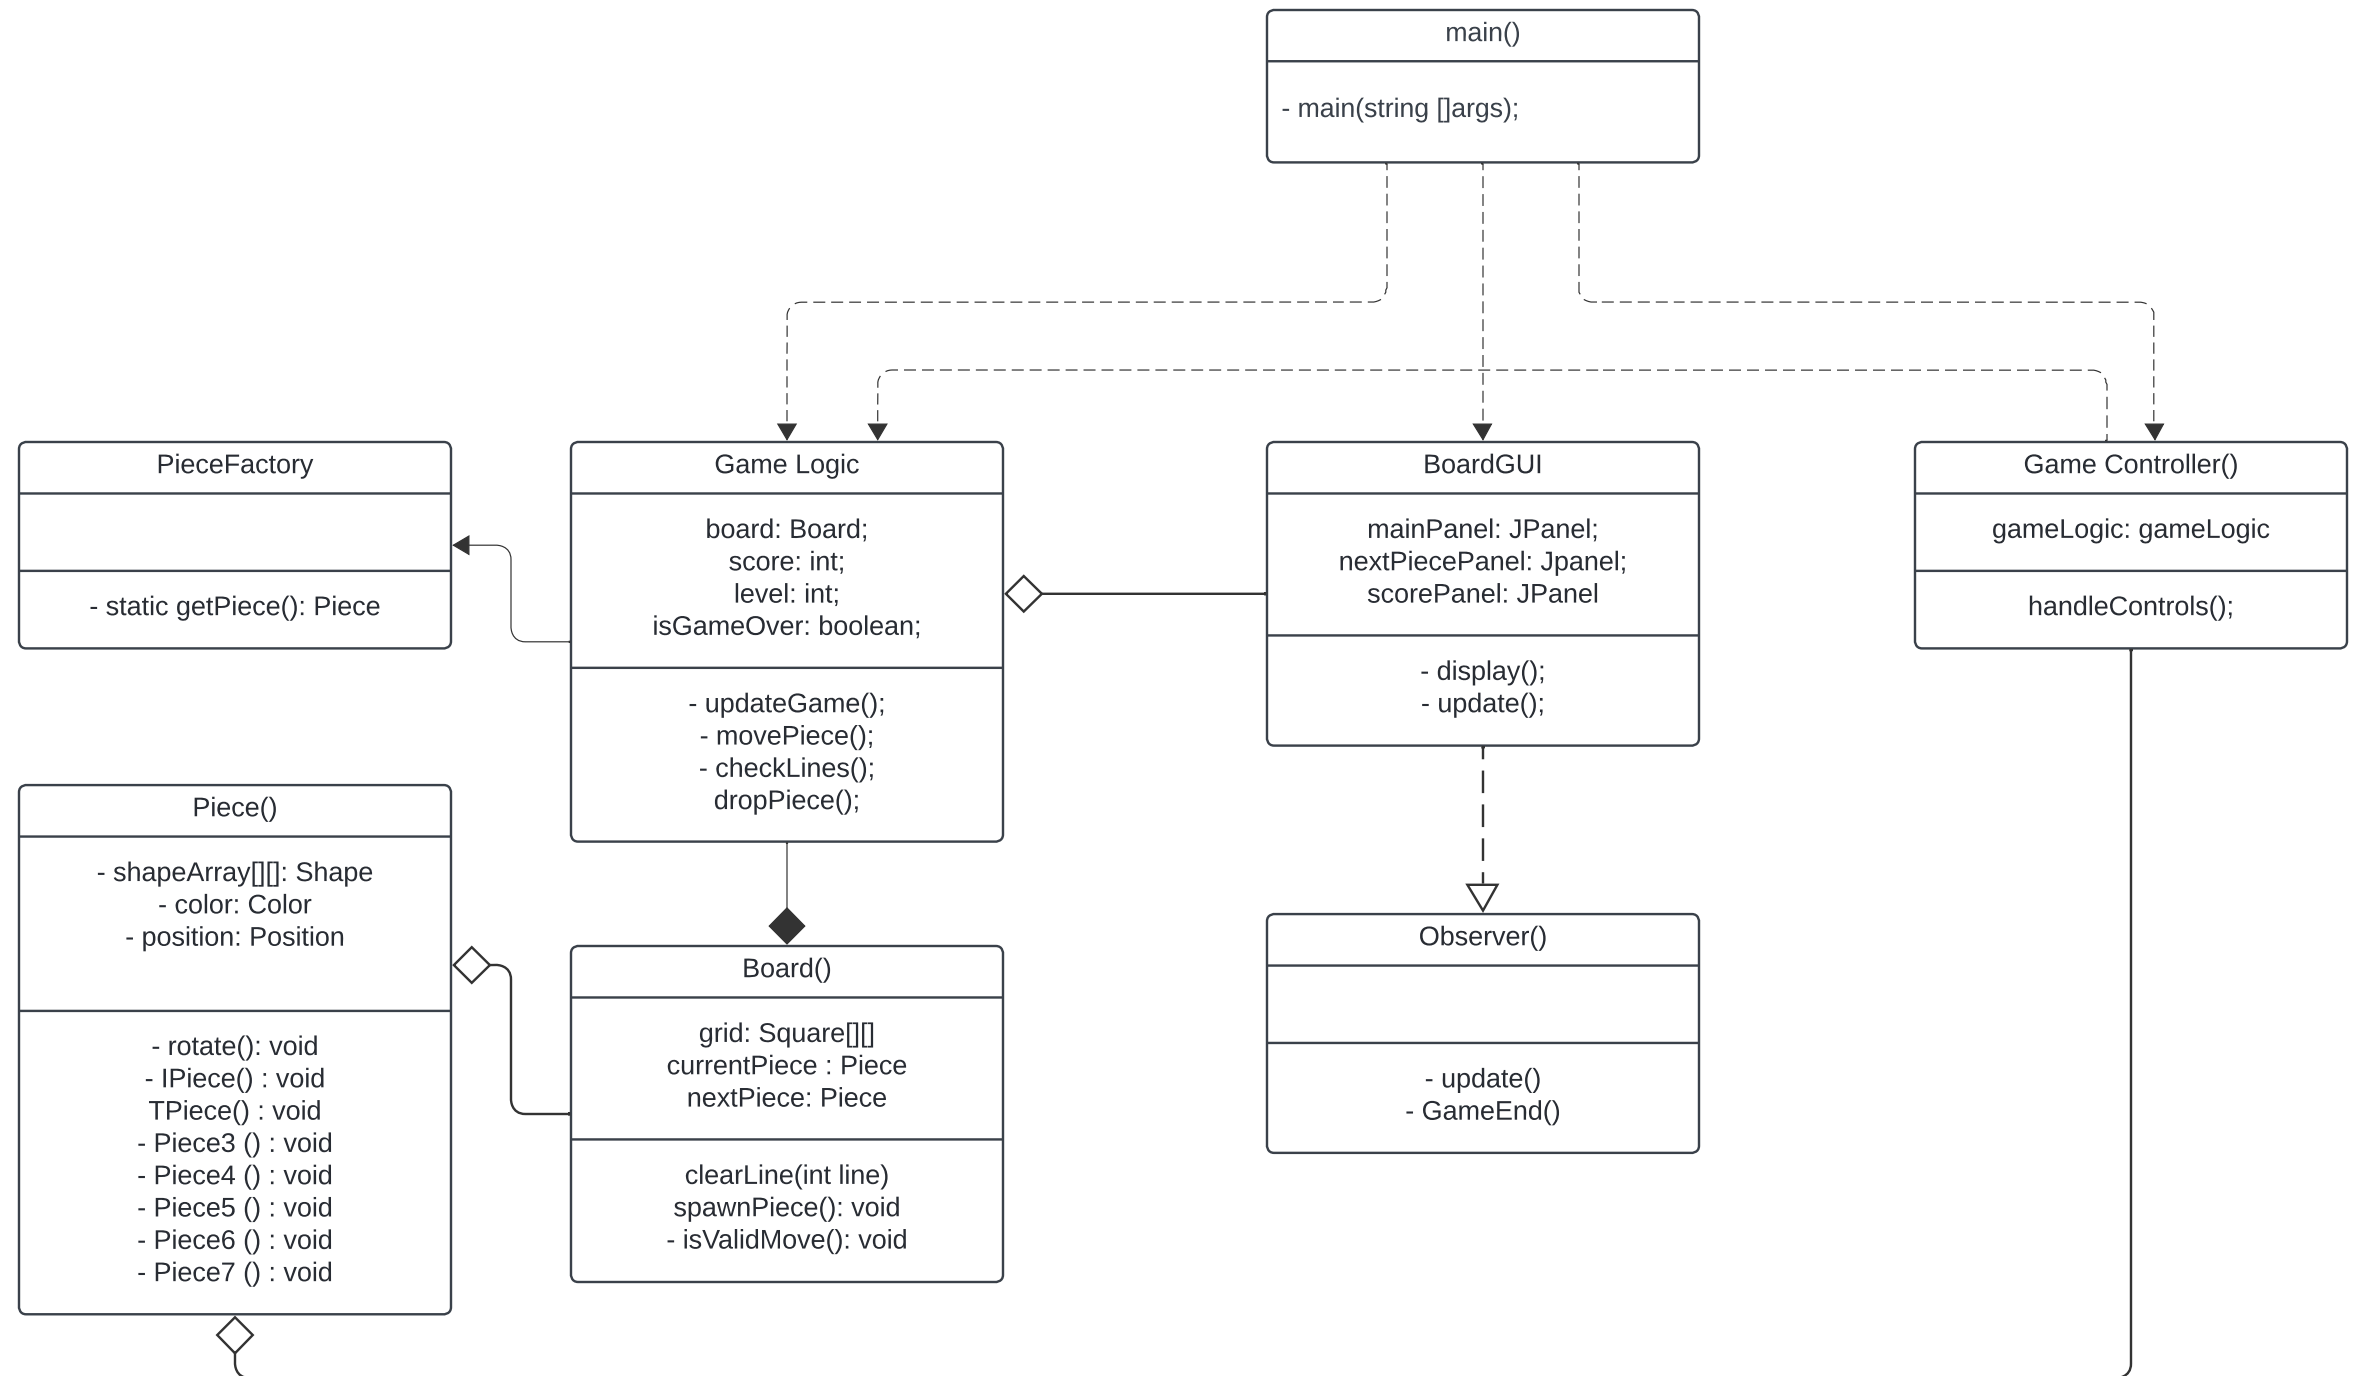 main()
- main(string []args);
PieceFactory
- static getPiece(): Piece
Game Logic
board: Board;
score: int;
level: int;
isGameOver: boolean;
- updateGame();
- movePiece();
- checkLines();
dropPiece();
BoardGUI
mainPanel: JPanel;
nextPiecePanel: Jpanel;
scorePanel: JPanel
- display();
- update();
Game Controller()
gameLogic: gameLogic
handleControls();
Piece()
- shapeArray[][]: Shape
- color: Color
- position: Position
- rotate(): void
- IPiece() : void
TPiece() : void
- Piece3 () : void
- Piece4 () : void
- Piece5 () : void
- Piece6 () : void
- Piece7 () : void
Board()
grid: Square[][]
currentPiece : Piece
nextPiece: Piece
clearLine(int line)
spawnPiece(): void
- isValidMove(): void
Observer()
- update()
- GameEnd()